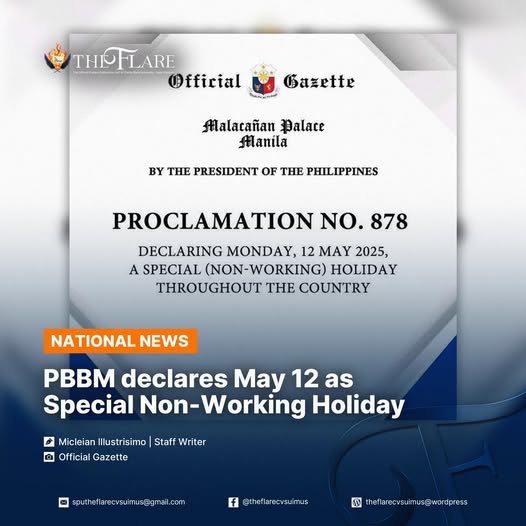 THE FLARE
Official Gazette
Malacañan Palace
Manila
BY THE PRESIDENT OF THE PHILIPPINES
PROCLAMATION NO. 878
DECLARING MONDAY, 12 MAY 2025,
A SPECIAL (NON-WORKING) HOLIDAY
THROUGHOUT THE COUNTRY
NATIONAL NEWS
PBBM declares May 12 as
Special Non-Working Holiday
Micleian Illustrisimo | Staff Writer
Official Gazette
sputheflarecvsuimus@gmail.com
@theflarecvsuimus
theflarecvsuimus@wordpress